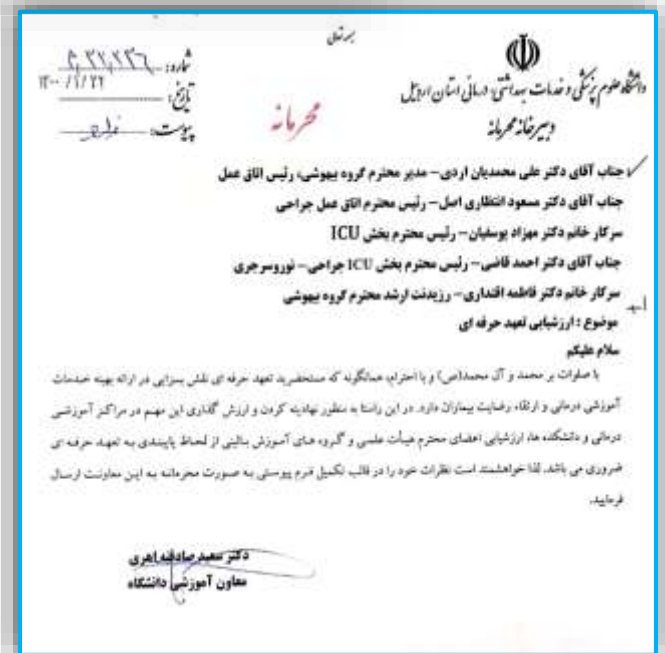 بسمه تعالی
دانشگاه علوم پزشکی و خدمات بهداشتی درمانی استان اردبیل
دبیرخانه محرمانه
شماره:
تاریخ: ۱۴۰۰/۱/۲۲
پیوست: ندارد
محرمانه
جناب آقای دکتر علی محمدیان اردی– مدیر محترم گروه بیهوشی، رئیس اتاق عمل
جناب آقای دکتر مسعود انتظاری اصل– رئیس محترم اتاق عمل جراحی
سرکار خانم دکتر مهزاد یوسفیان– رئیس محترم بخش ICU
جناب آقای دکتر احمد قاضی– رئیس محترم بخش ICU جراحی– نوروسرجری
سرکار خانم دکتر فاطمه اقتداری– رزیدنت ارشد محترم گروه بیهوشی
موضوع : ارزشیابی تعهد حرفه ای
سلام علیکم
با صلوات بر محمد و آل محمد(ص) و با احترام، همانگونه که مستحضرید تعهد حرفه ای نقش بسزایی در ارائه بهینه خدمات
آموزشی درمانی و ارتقاء رضایت بیماران دارد. در این راستا به منظور نهادینه کردن و ارزش گذاری این مهم در مراکز آموزشی
درمانی و دانشکده ها، ارزشیابی اعضای محترم هیأت علمی و گروه های آموزش بالینی از لحاظ پایبندی به تعهد حرفه ای
ضروری می باشد. لذا خواهشمند است نظرات خود را در قالب تکمیل فرم پیوستی به صورت محرمانه به این معاونت ارسال
فرمایید.
دکتر سعید صادقیه اهری
معاون آموزشی دانشگاه